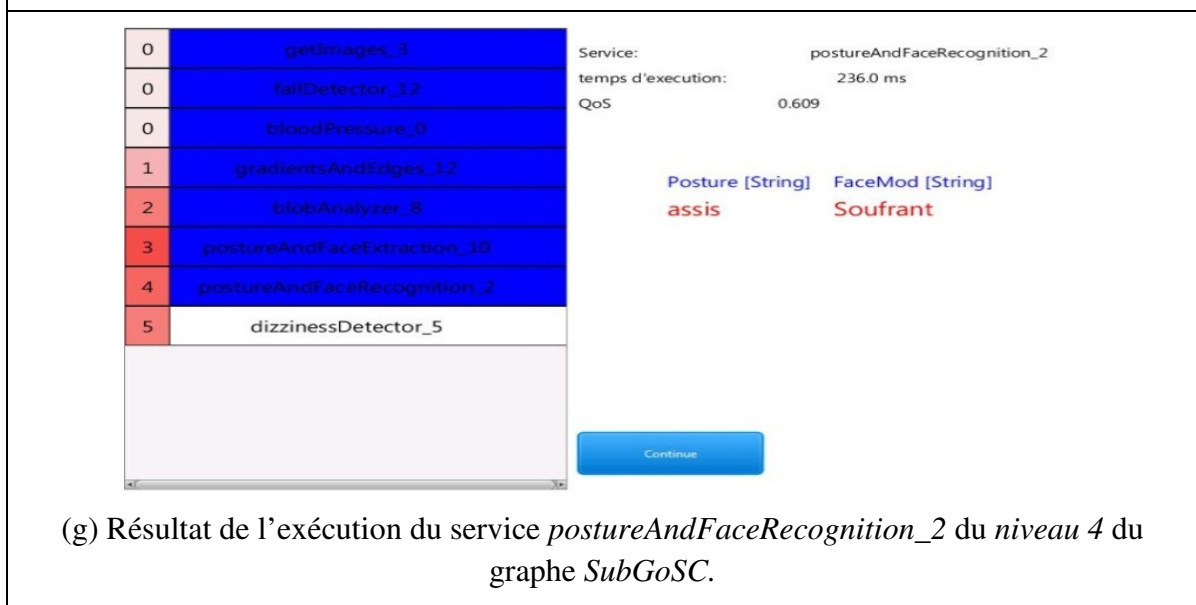 0 getImages_3
0 fallDetector_12
0 bloodPressure_0
1 gradientsAndEdges_12
2 blobAnalyzer_8
3 postureAndFaceExtraction_10
4 postureAndFaceRecognition_2
5 dizzinessDetector_5
Service: postureAndFaceRecognition_2
temps d'execution: 236.0 ms
QoS 0.609
Posture [String] FaceMod [String]
assis Soufrant
Continue
(g) Résultat de l’exécution du service postureAndFaceRecognition_2 du niveau 4 du
graphe SubGoSC.